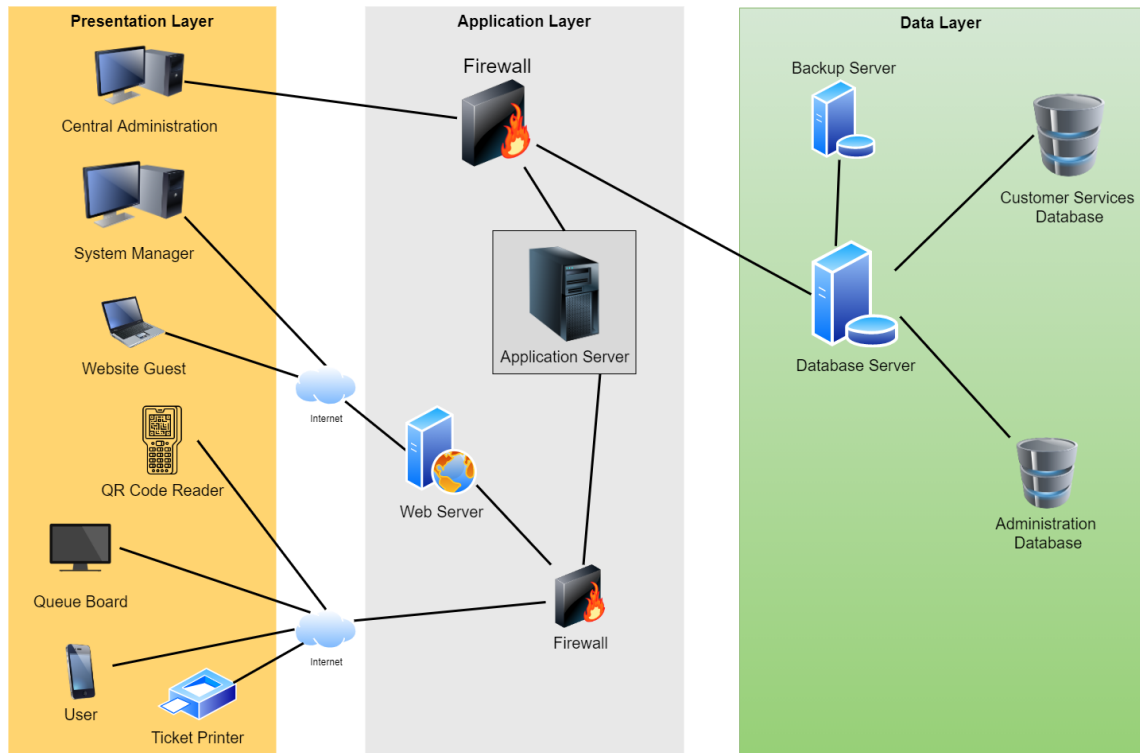 Presentation Layer
Application Layer
Data Layer
Central Administration
System Manager
Website Guest
QR Code Reader
Queue Board
User
Ticket Printer
Internet
Internet
Firewall
Application Server
Web Server
Firewall
Backup Server
Customer Services
Database
Database Server
Administration
Database